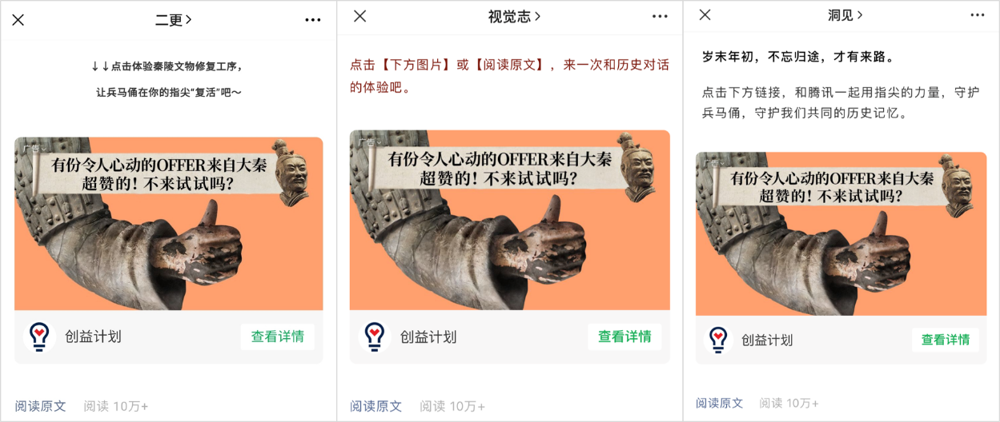 二更
↓↓点击体验秦陵文物修复工序，
让兵马俑在你的指尖“复活”吧～
广告
有份令人心动的OFFER来自大秦
超赞的！不来试试吗？
创益计划
查看详情
阅读原文 阅读 10万+
视觉志
点击【下方图片】或【阅读原文】，来一次和历史对话
的体验吧。
广告
有份令人心动的OFFER来自大秦
超赞的！不来试试吗？
创益计划
查看详情
阅读原文 阅读 10万+
洞见
岁末年初，不忘归途，才有来路。
点击下方链接，和腾讯一起用指尖的力量，守护
兵马俑，守护我们共同的历史记忆。
广告
有份令人心动的OFFER来自大秦
超赞的！不来试试吗？
创益计划
查看详情
阅读原文 阅读 10万+